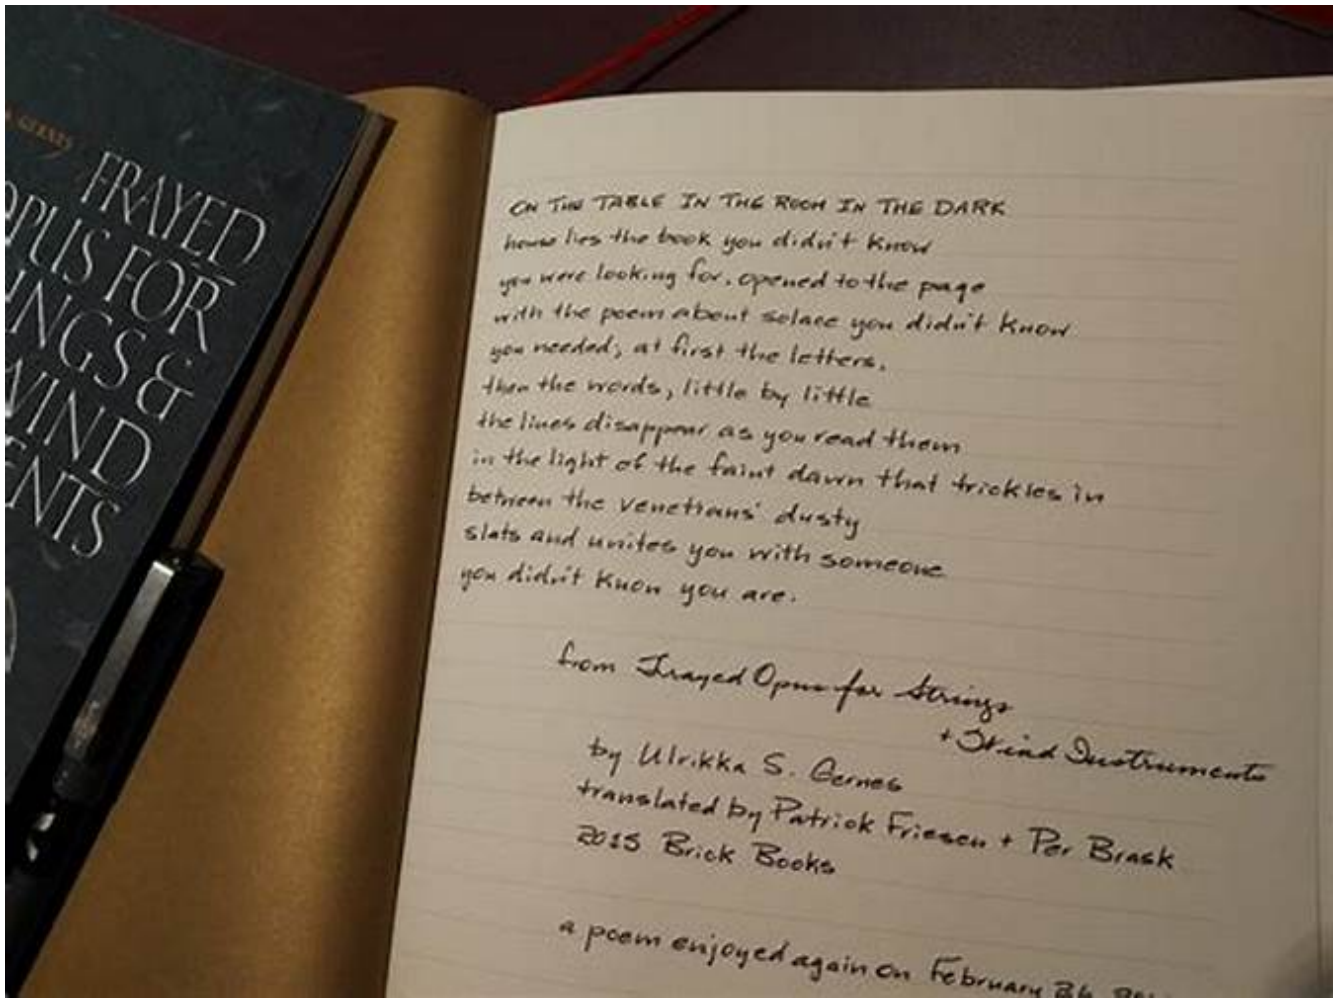 GERNES
FRAYED
OPUS FOR
INGS &
WIND
ENTS
ON THE TABLE IN THE ROOM IN THE DARK
house lies the book you didn't know
you were looking for, opened to the page
with the poem about solace you didn't know
you needed; at first the letters,
then the words, little by little
the lines disappear as you read them
in the light of the faint dawn that trickles in
between the venetians' dusty
slats and unites you with someone
you didn't know you are.
from Frayed Opus for Strings
+ Wind Instruments
by Ulrikka S. Gernes
translated by Patrick Friesen + Per Brask
2015 Brick Books
a poem enjoyed again on February 26